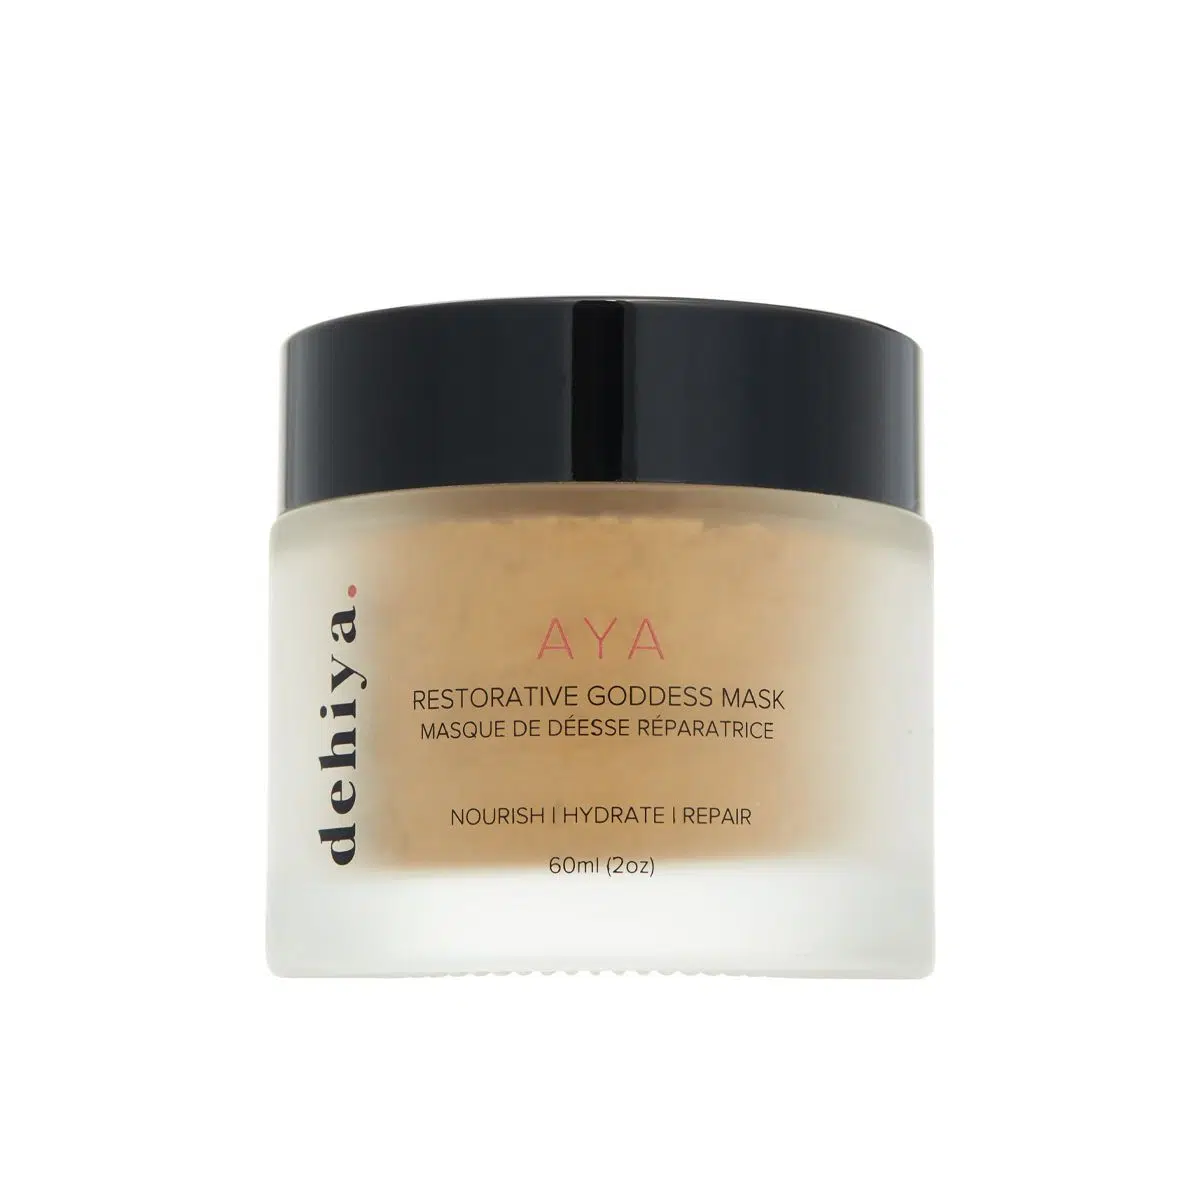 dehiya.
AYA
RESTORATIVE GODDESS MASK
MASQUE DE DÉESSE RÉPARATRICE
NOURISH | HYDRATE | REPAIR
60ml (2oz)